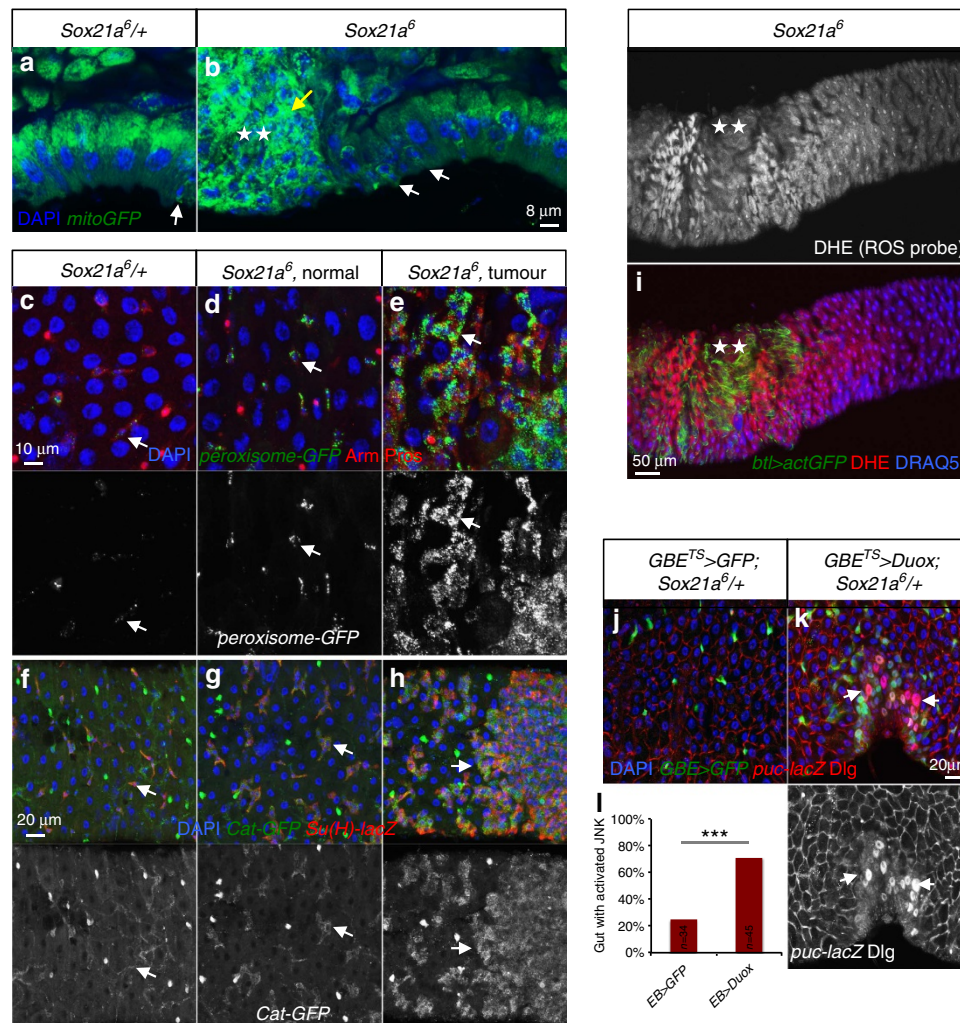 Sox21a⁶/+
Sox21a⁶
a
b
DAPI mitoGFP
8 µm
Sox21a⁶/+
Sox21a⁶, normal
Sox21a⁶, tumour
c
d
e
10 µm
DAPI peroxisome-GFP Arm Pros
peroxisome-GFP
f
g
h
20 µm
DAPI Cat-GFP Su(H)-lacZ
Cat-GFP
Sox21a⁶
DHE (ROS probe)
i
50 µm
btl>actGFP DHE DRAQ5
GBEᵀˢ>GFP;
Sox21a⁶/+
GBEᵀˢ>Duox;
Sox21a⁶/+
j
k
DAPI GBE>GFP puc-lacZ Dlg
20µm
l
Gut with activated JNK
100%
80%
60%
40%
20%
0%
***
n=34
n=45
EB>GFP
EB>Duox
puc-lacZ Dlg